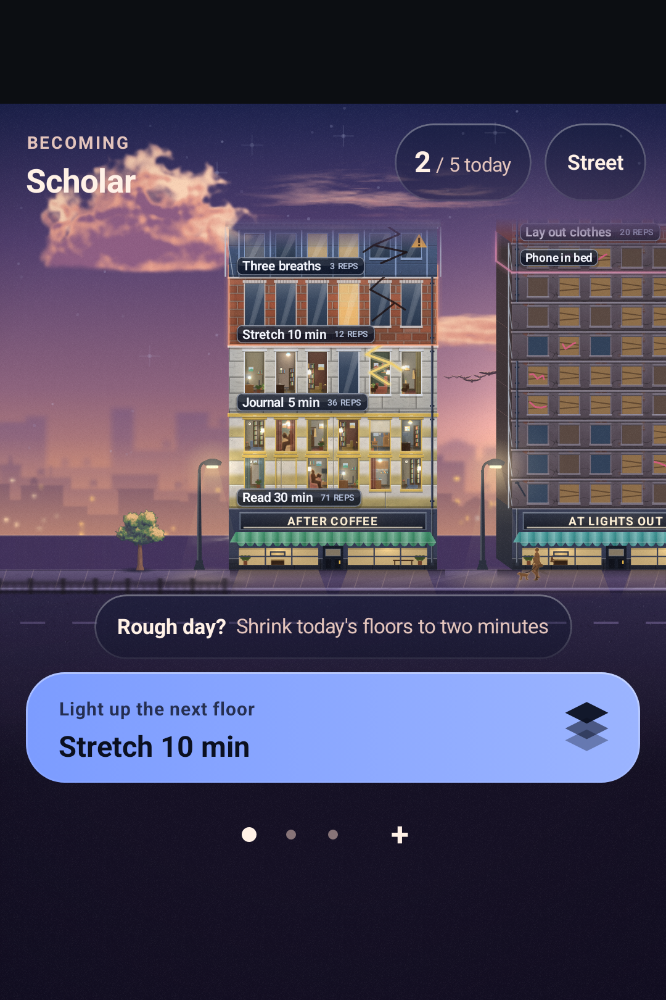 BECOMING
Scholar
2 / 5 today
Street
Lay out clothes 20 REPS
Phone in bed
Three breaths 3 REPS
Stretch 10 min 12 REPS
Journal 5 min 36 REPS
Read 30 min 71 REPS
AFTER COFFEE
AT LIGHTS OUT
Rough day? Shrink today's floors to two minutes
Light up the next floor
Stretch 10 min